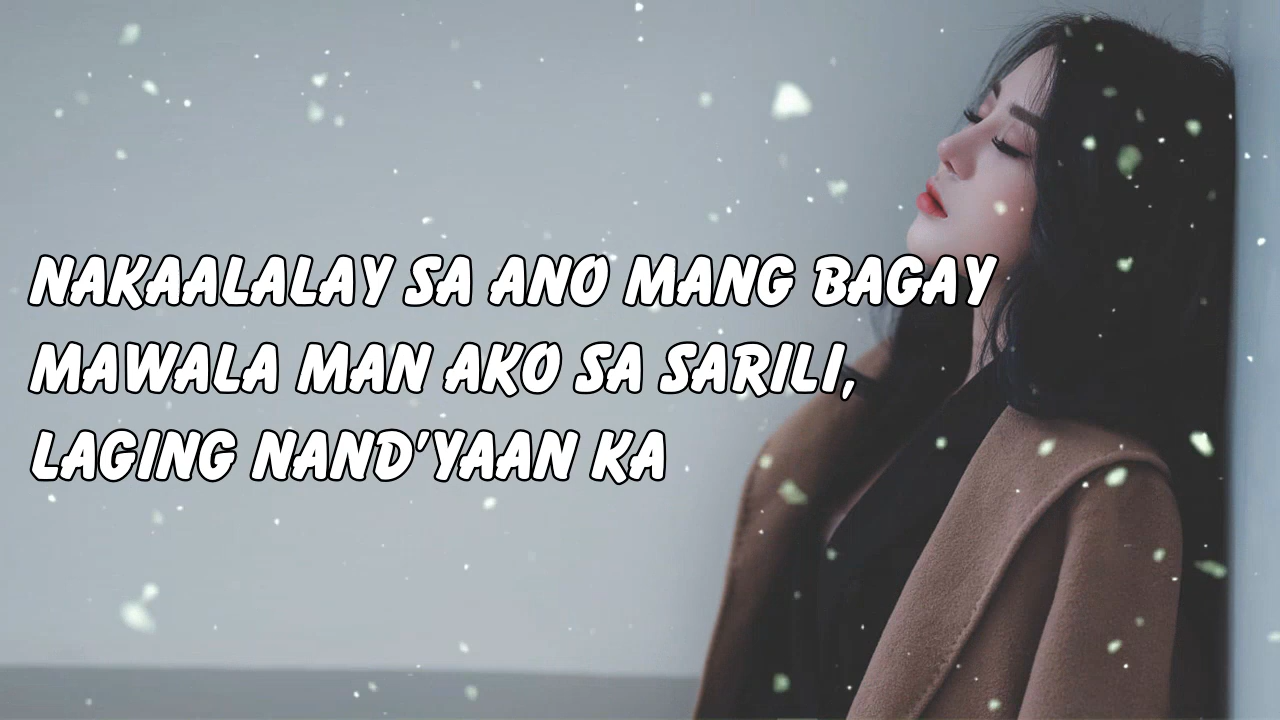 NAKAALALAY SA ANO MANG BAGAY
MAWALA MAN AKO SA SARILI,
LAGING NAND'YAAN KA